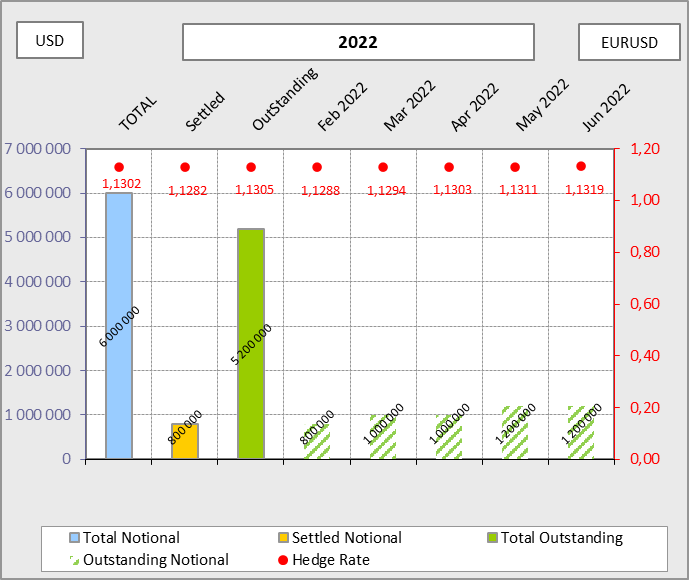 USD
2022
EURUSD
TOTAL
Settled
OutStanding
Feb 2022
Mar 2022
Apr 2022
May 2022
Jun 2022
7 000 000
6 000 000
5 000 000
4 000 000
3 000 000
2 000 000
1 000 000
0
1,20
1,00
0,80
0,60
0,40
0,20
0,00
1,1302
1,1282
1,1305
1,1288
1,1294
1,1303
1,1311
1,1319
6 000 000
800 000
5 200 000
800 000
1 000 000
1 000 000
1 200 000
1 200 000
Total Notional
Settled Notional
Total Outstanding
Outstanding Notional
Hedge Rate